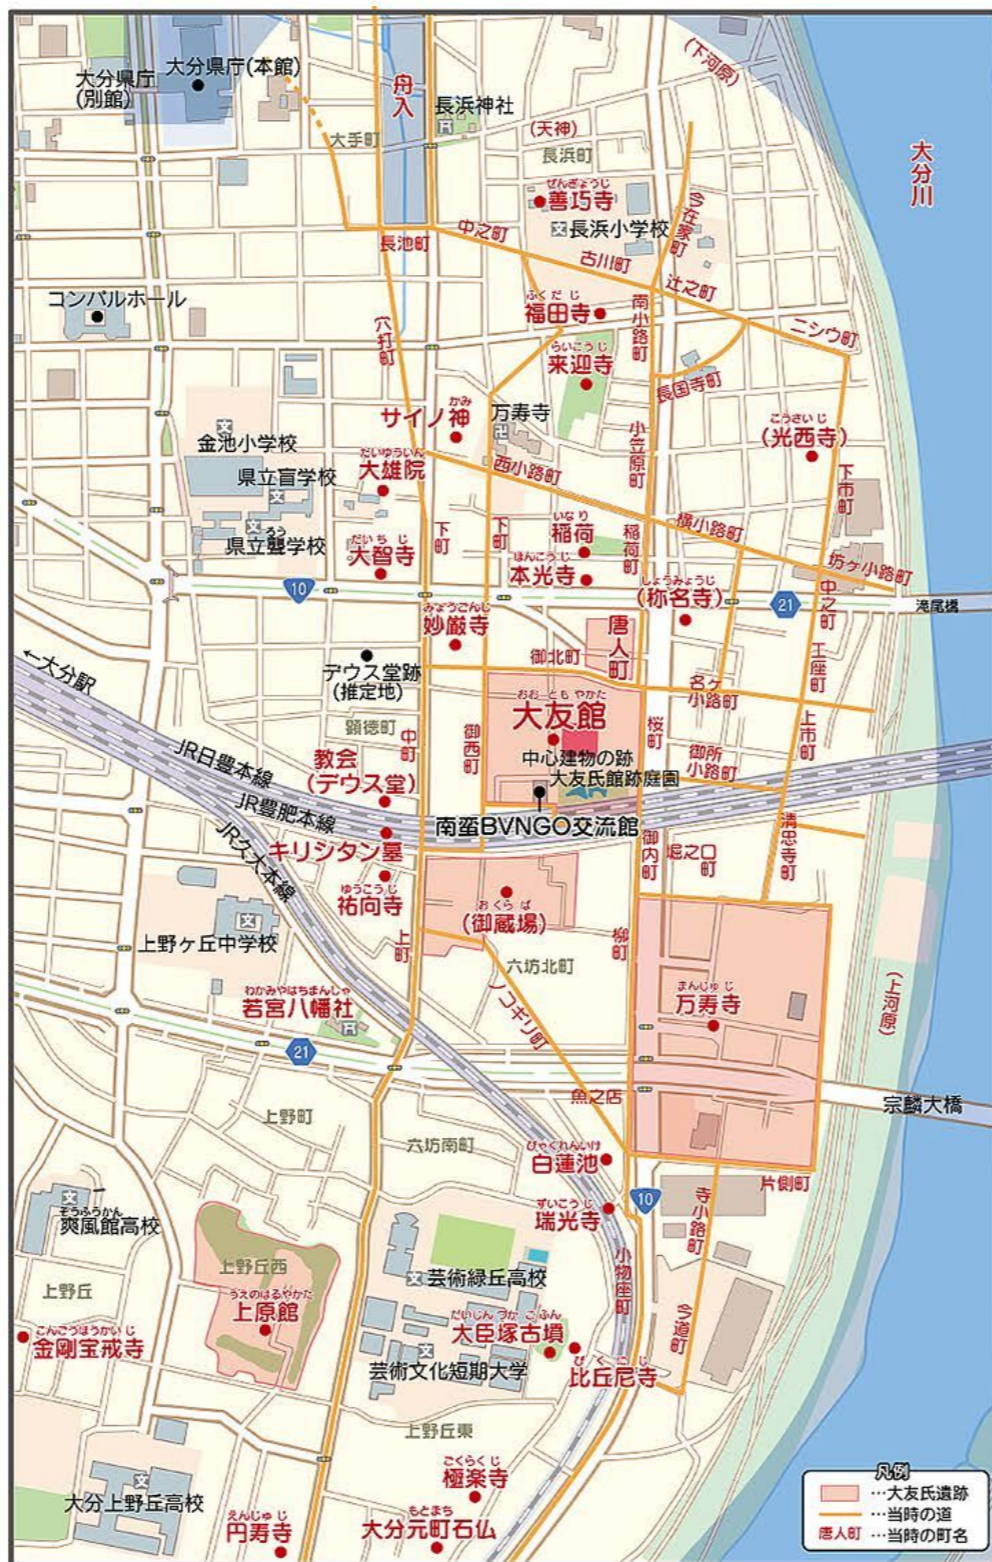 大分県庁
(別館)
大分県庁(本館)
舟入
長浜神社
(下河原)
大手町
(天神)
長浜町
大分川
ぜんぎょうじ
善巧寺
長浜小学校
今在家町
長池町
中之町
古川町
辻之町
コンパルホール
ふくだじ
福田寺
南小路町
ニシウ町
穴打町
らいこうじ
来迎寺
長国寺町
かみ
サイノ神
万寿寺
小笠原町
こうさいじ
(光西寺)
金池小学校
西小路町
だいゆういん
大雄院
県立盲学校
下市町
横小路町
いなり
稲荷
稲荷町
下町
下町
ろう
県立聾学校
だいちじ
大智寺
ほんこうじ
本光寺
坊ケ小路町
しょうみょうじ
(称名寺)
10
21
中之町
滝尾橋
みょうごんじ
妙厳寺
唐人町
御北町
工座町
←大分駅
デウス堂跡
(推定地)
名ケ
小路町
おおともやかた
大友館
顕徳町
中町
御西町
桜町
上市町
御所
小路町
中心建物の跡
大友氏館跡庭園
JR日豊本線
教会
(デウス堂)
JR豊肥本線
南蛮BVNGO交流館
清忠寺町
JR久大本線
キリシタン墓
御内町
堀之口
町
ゆうこうじ
祐向寺
おくらば
(御蔵場)
上町
柳町
上野ヶ丘中学校
六坊北町
ノコギリ町
(上河原)
わかみやはちまんしゃ
若宮八幡社
まんじゅじ
万寿寺
21
上野町
魚之店
宗麟大橋
六坊南町
びゃくれんいけ
白蓮池
片側町
そうふうかん
爽風館高校
ずいこうじ
瑞光寺
10
寺小路町
上野丘西
上野丘
うえのはるやかた
上原館
芸術緑丘高校
小物座町
こんごうほうかいじ
金剛宝戒寺
だいじんづかこふん
大臣塚古墳
今道町
芸術文化短期大学
びくにじ
比丘尼寺
上野丘東
ごくらくじ
極楽寺
大分上野丘高校
えんじゅじ
円寿寺
もとまち
大分元町石仏
凡例
…大友氏遺跡
…当時の道
唐人町 …当時の町名